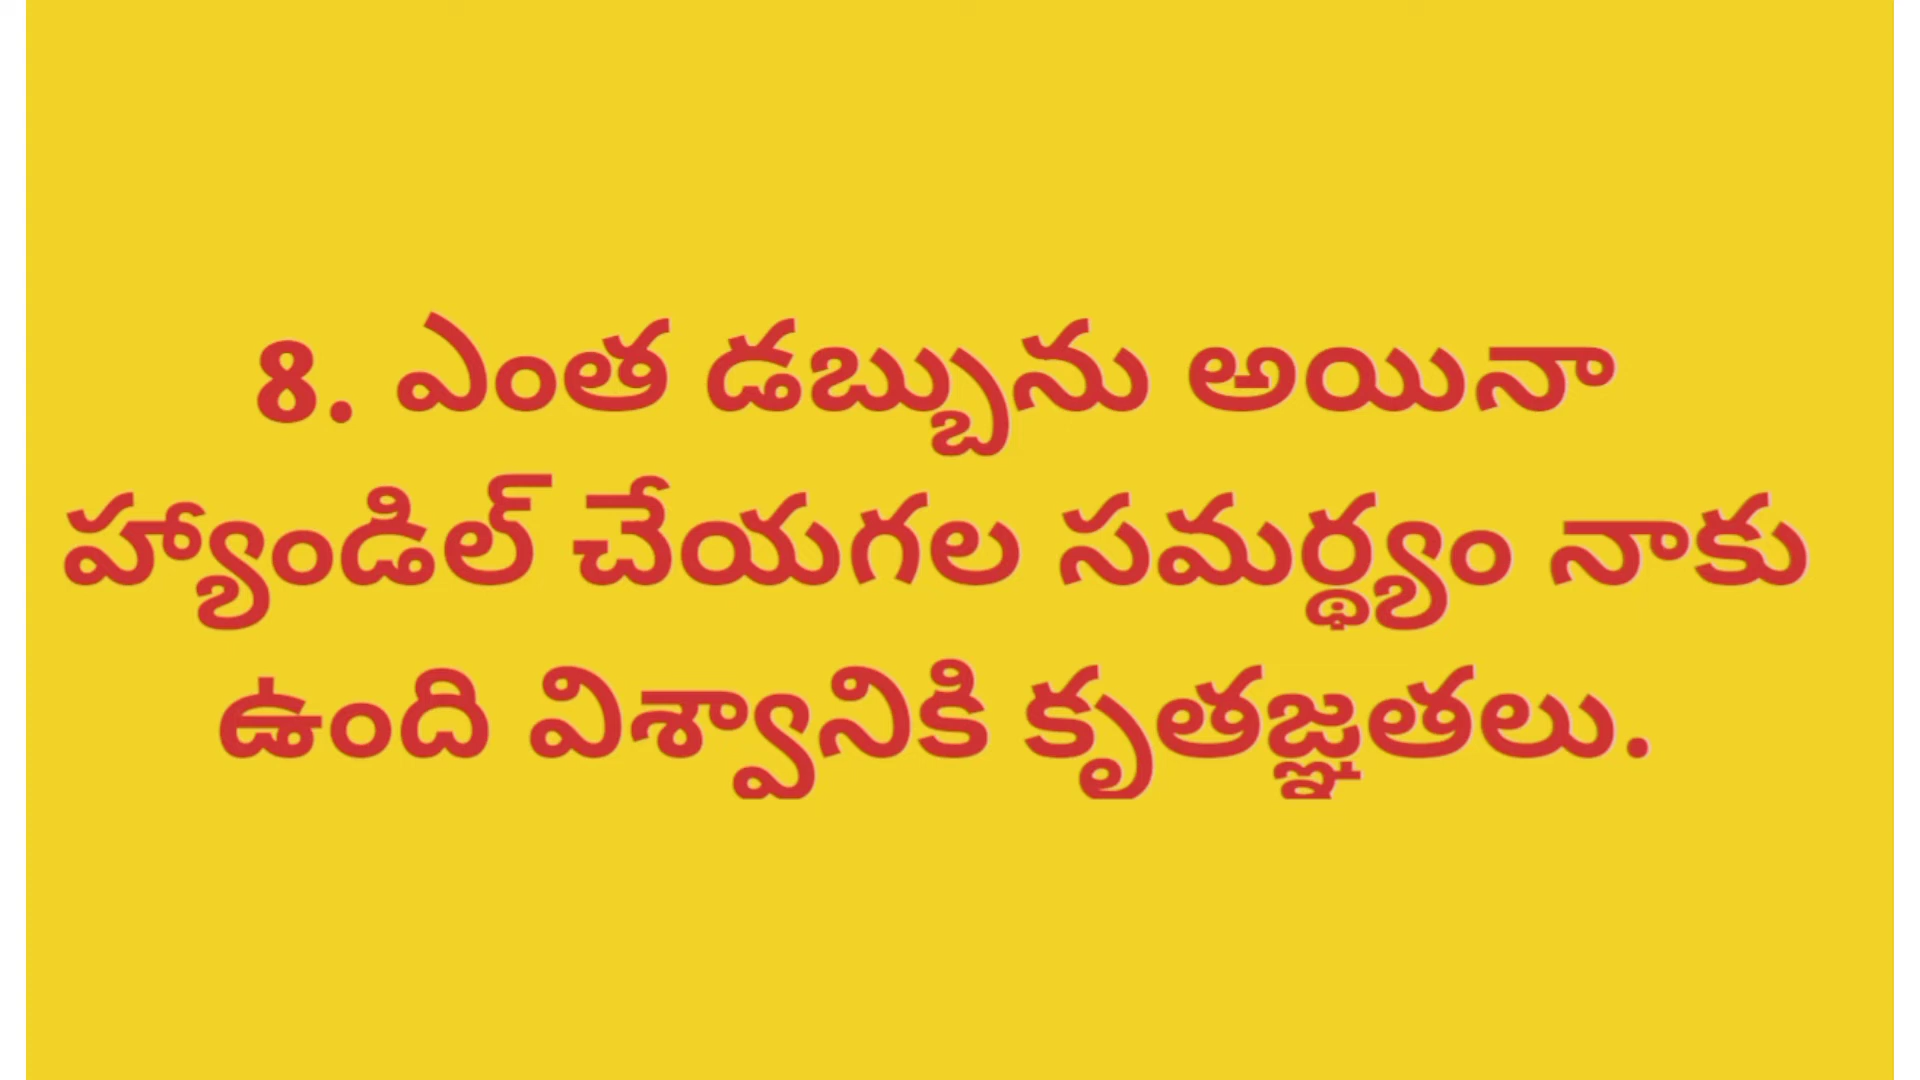 8. ఎంత డబ్బును అయినా
హ్యాండిల్ చేయగల సమర్థ్యం నాకు
ఉంది విశ్వానికి కృతజ్ఞతలు.